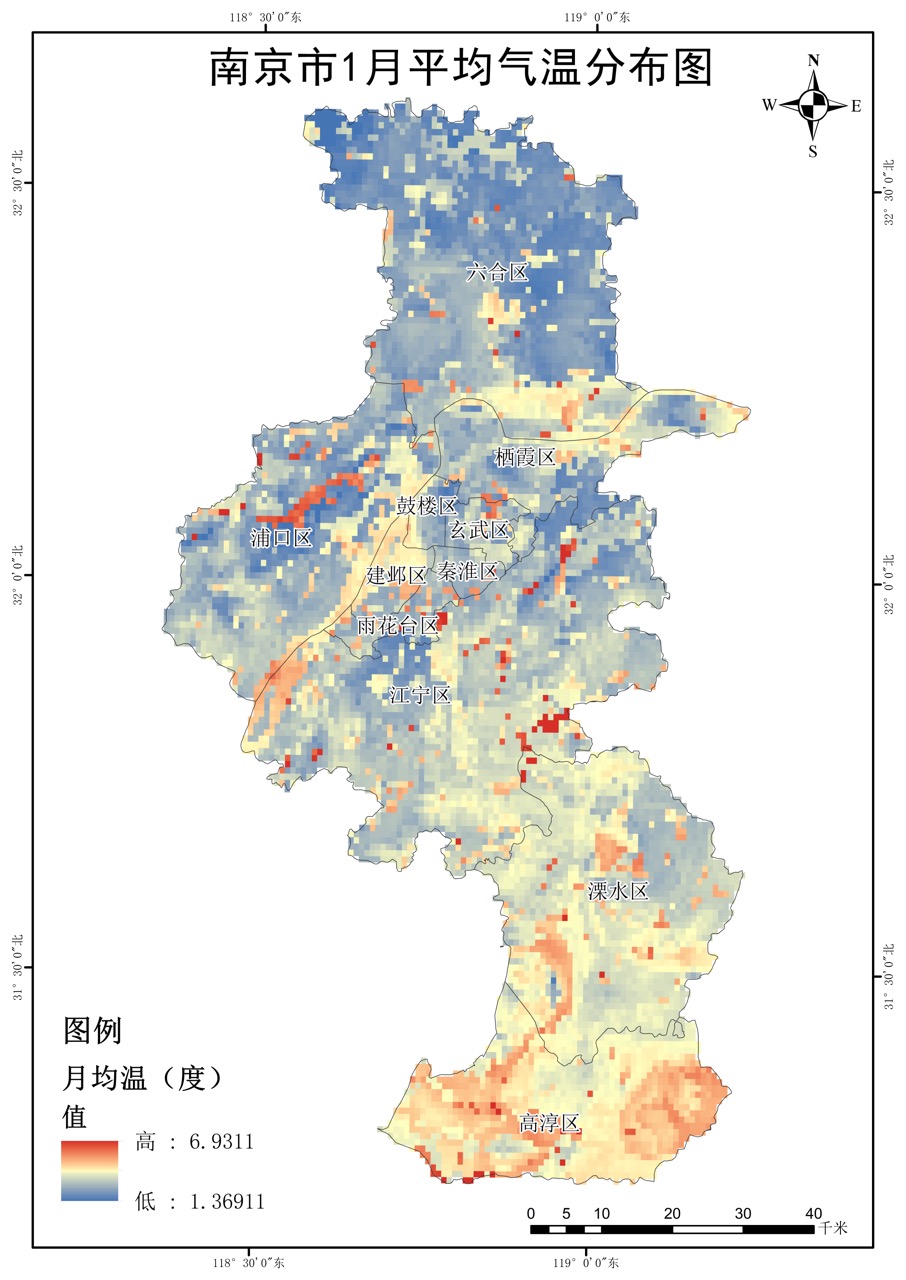 118° 30′0″东
119° 0′0″东
南京市1月平均气温分布图
N
W
E
S
32° 30′0″北
32° 30′0″北
六合区
栖霞区
鼓楼区
玄武区
浦口区
建邺区
秦淮区
32° 0′0″北
32° 0′0″北
雨花台区
江宁区
溧水区
31° 30′0″北
31° 30′0″北
高淳区
图例
月均温（度）
值
高 : 6.9311
低 : 1.36911
0 5 10 20 30 40
千米
118° 30′0″东
119° 0′0″东